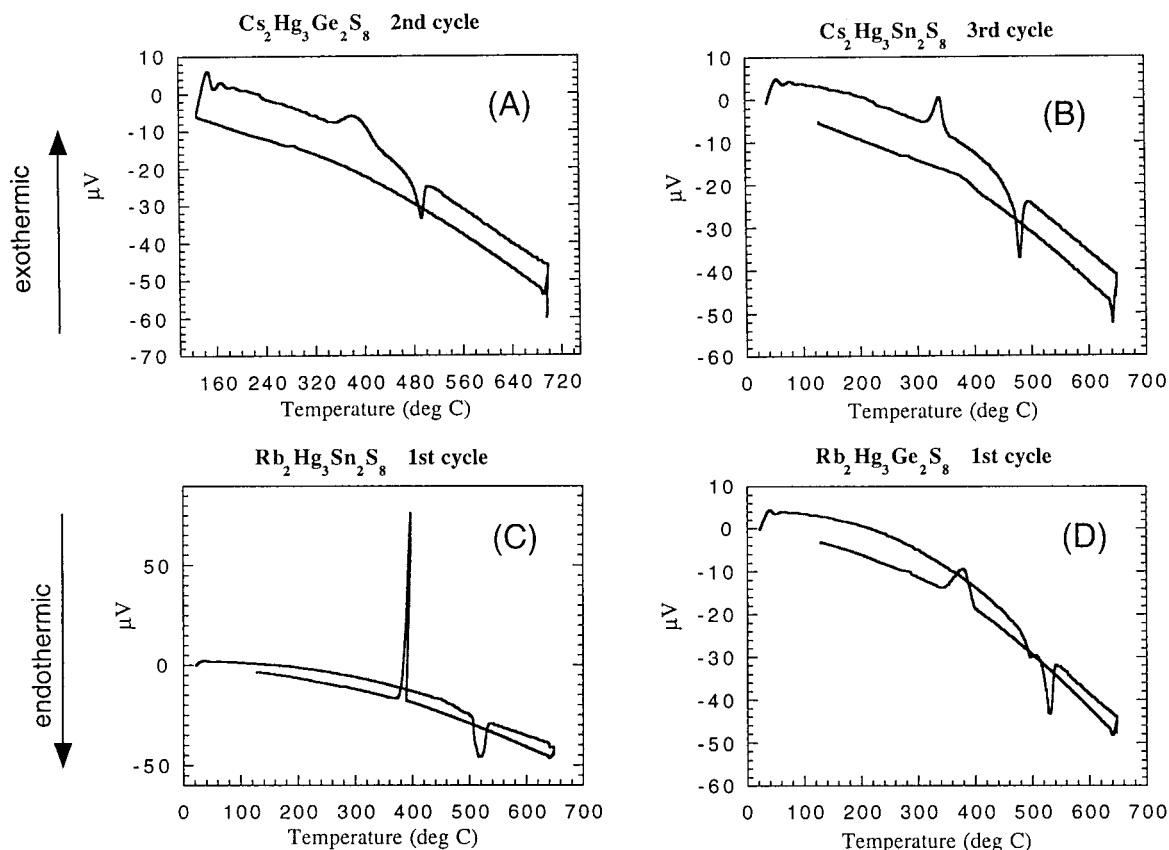 Cs2Hg3Ge2S8 2nd cycle
(A)
10
0
-10
-20
-30
-40
-50
-60
-70
µV
160 240 320 400 480 560 640 720
Temperature (deg C)
exothermic
Cs2Hg3Sn2S8 3rd cycle
(B)
10
0
-10
-20
-30
-40
-50
-60
µV
0 100 200 300 400 500 600 700
Temperature (deg C)
Rb2Hg3Sn2S8 1st cycle
(C)
50
0
-50
µV
0 100 200 300 400 500 600 700
Temperature (deg C)
endothermic
Rb2Hg3Ge2S8 1st cycle
(D)
10
0
-10
-20
-30
-40
-50
-60
µV
0 100 200 300 400 500 600 700
Temperature (deg C)